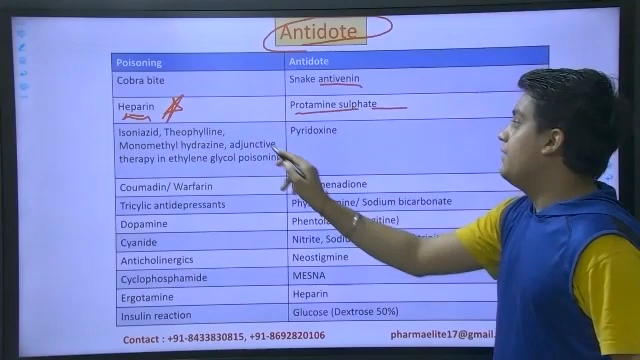 Antidote
Poisoning Antidote
Cobra bite Snake antivenin
Heparin Protamine sulphate
Isoniazid, Theophylline, Pyridoxine
Monomethyl hydrazine, adjunctive
therapy in ethylene glycol
Coumadin/ Warfarin
Tricylic antidepressants Sodium bicarbonate
Dopamine
Cyanide Nitrite,
Anticholinergics Neostigmine
Cyclophosphamide MESNA
Ergotamine Heparin
Insulin reaction Glucose (Dextrose 50%)
Contact : +91-8433830815, +91-8692820106 pharmaelite17@gmail.